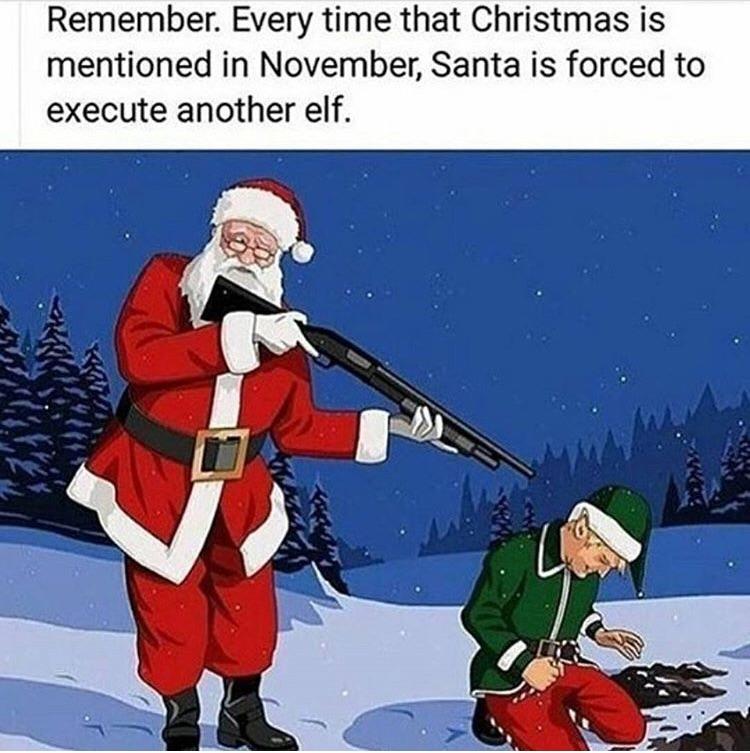 Remember. Every time that Christmas is
mentioned in November, Santa is forced to
execute another elf.